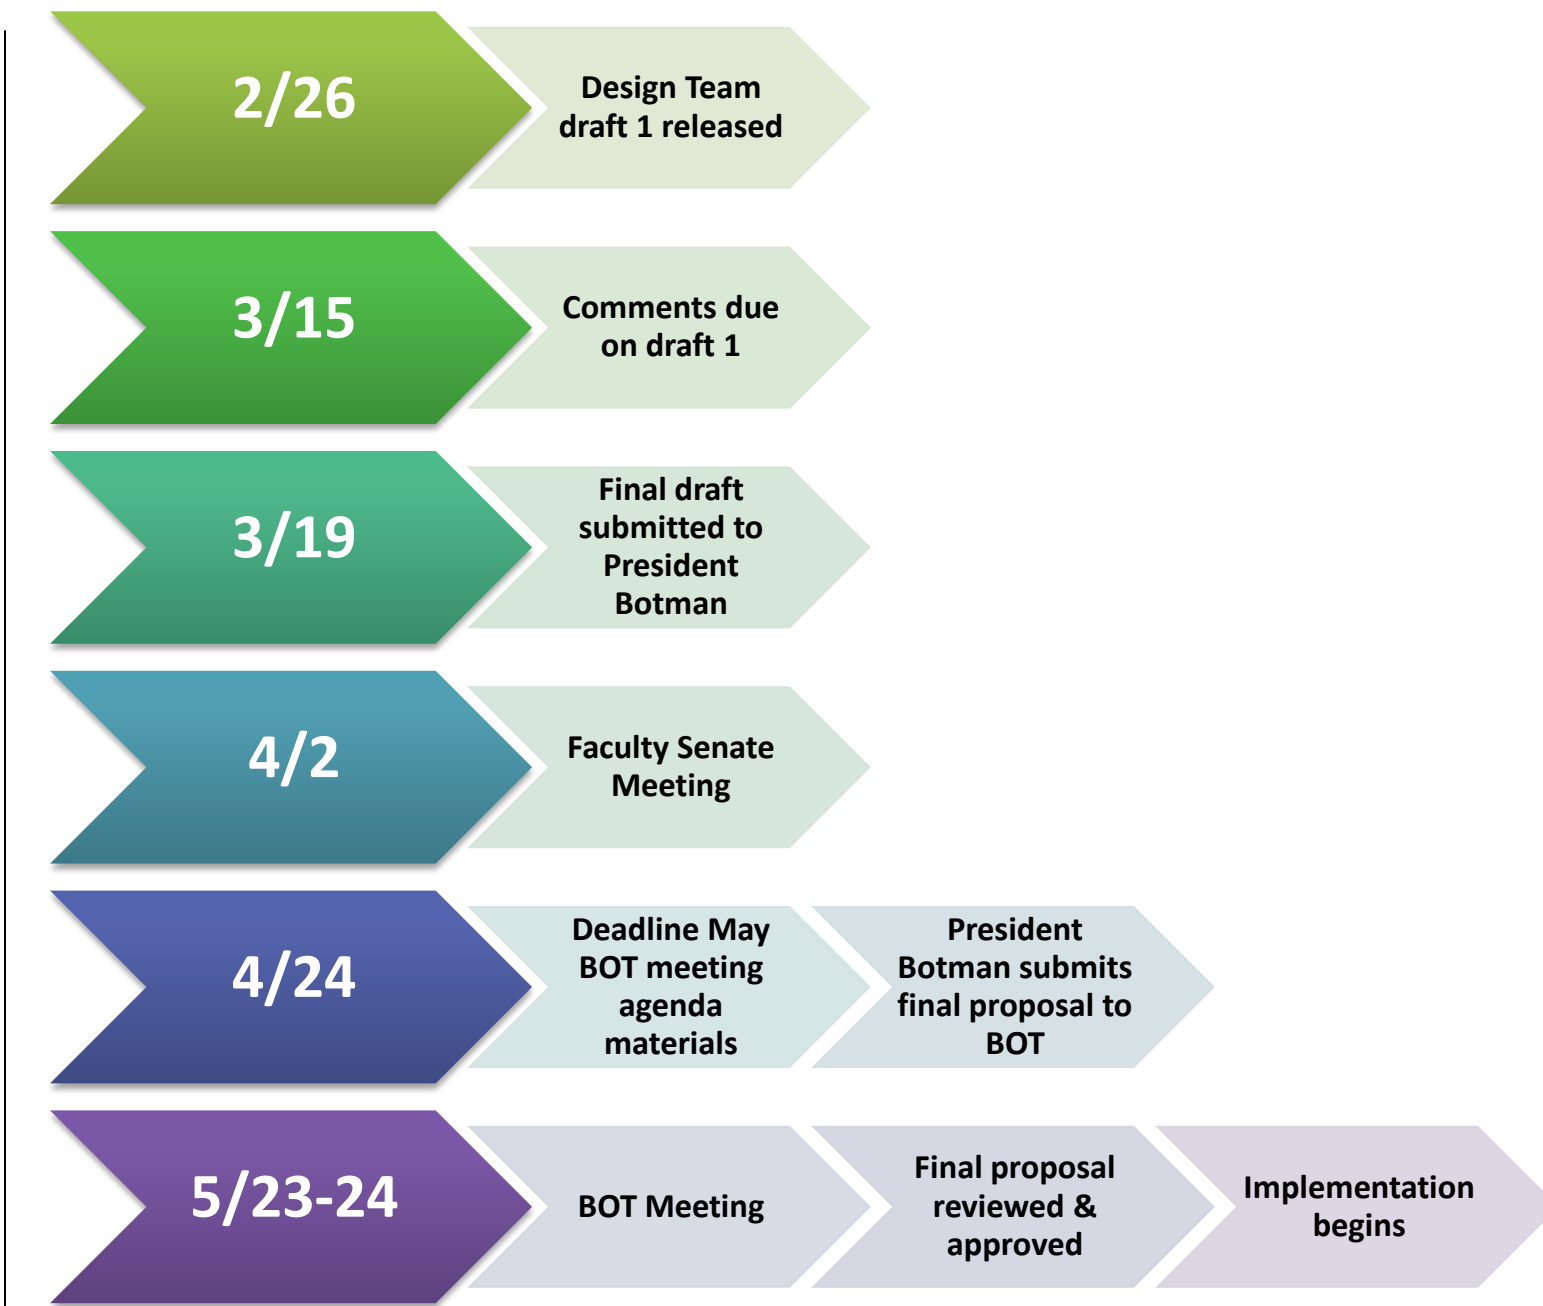 2/26
Design Team
draft 1 released
3/15
Comments due
on draft 1
3/19
Final draft
submitted to
President
Botman
4/2
Faculty Senate
Meeting
4/24
Deadline May
BOT meeting
agenda
materials
President
Botman submits
final proposal to
BOT
5/23-24
BOT Meeting
Final proposal
reviewed &
approved
Implementation
begins